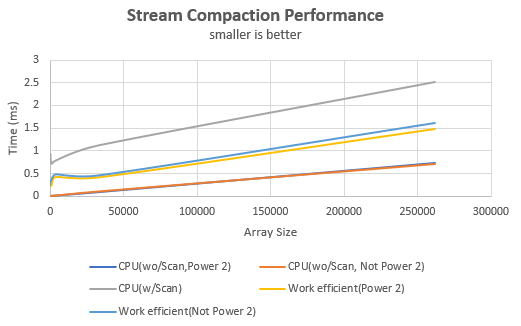 Stream Compaction Performance
smaller is better
3
2.5
2
1.5
1
0.5
0
Time (ms)
0 50000 100000 150000 200000 250000 300000
Array Size
CPU(wo/Scan,Power 2) CPU(wo/Scan, Not Power 2)
CPU(w/Scan) Work efficient(Power 2)
Work efficient(Not Power 2)